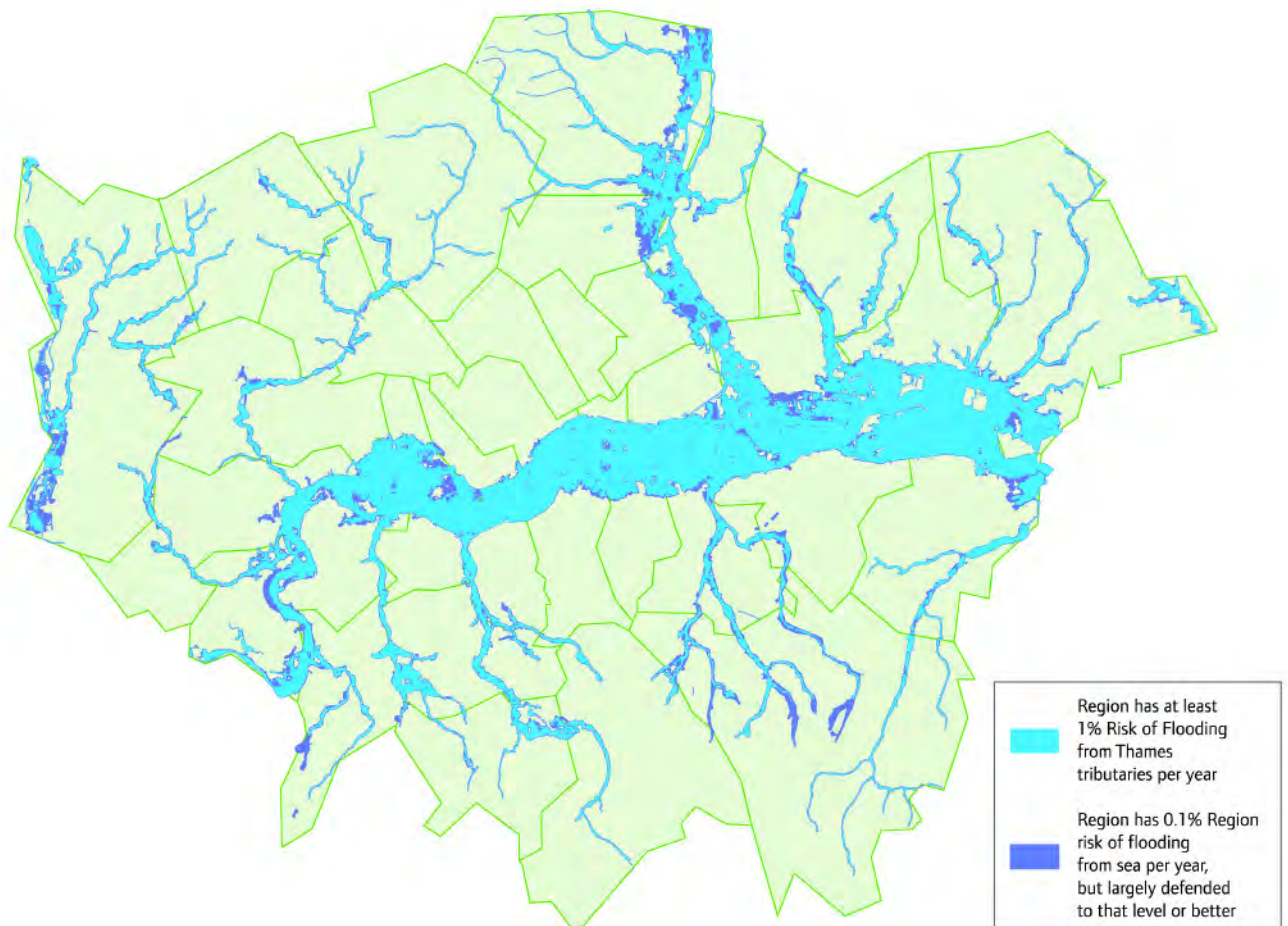 Region has at least
1% Risk of Flooding
from Thames
tributaries per year
Region has 0.1% Region
risk of flooding
from sea per year,
but largely defended
to that level or better